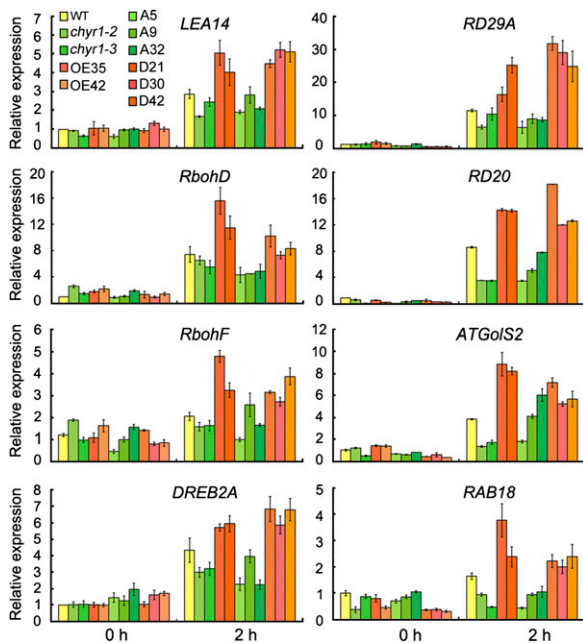 LEA14
Relative expression
8
7
6
5
4
3
2
1
0
WT
chyr1-2
chyr1-3
OE35
OE42
A5
A9
A32
D21
D30
D42
RD29A
40
30
20
10
0
RbohD
Relative expression
20
16
12
8
4
0
RD20
20
16
12
8
4
0
RbohF
Relative expression
6
5
4
3
2
1
0
ATGolS2
12
10
8
6
4
2
0
DREB2A
Relative expression
8
7
6
5
4
3
2
1
0
0 h
2 h
RAB18
5
4
3
2
1
0
0 h
2 h